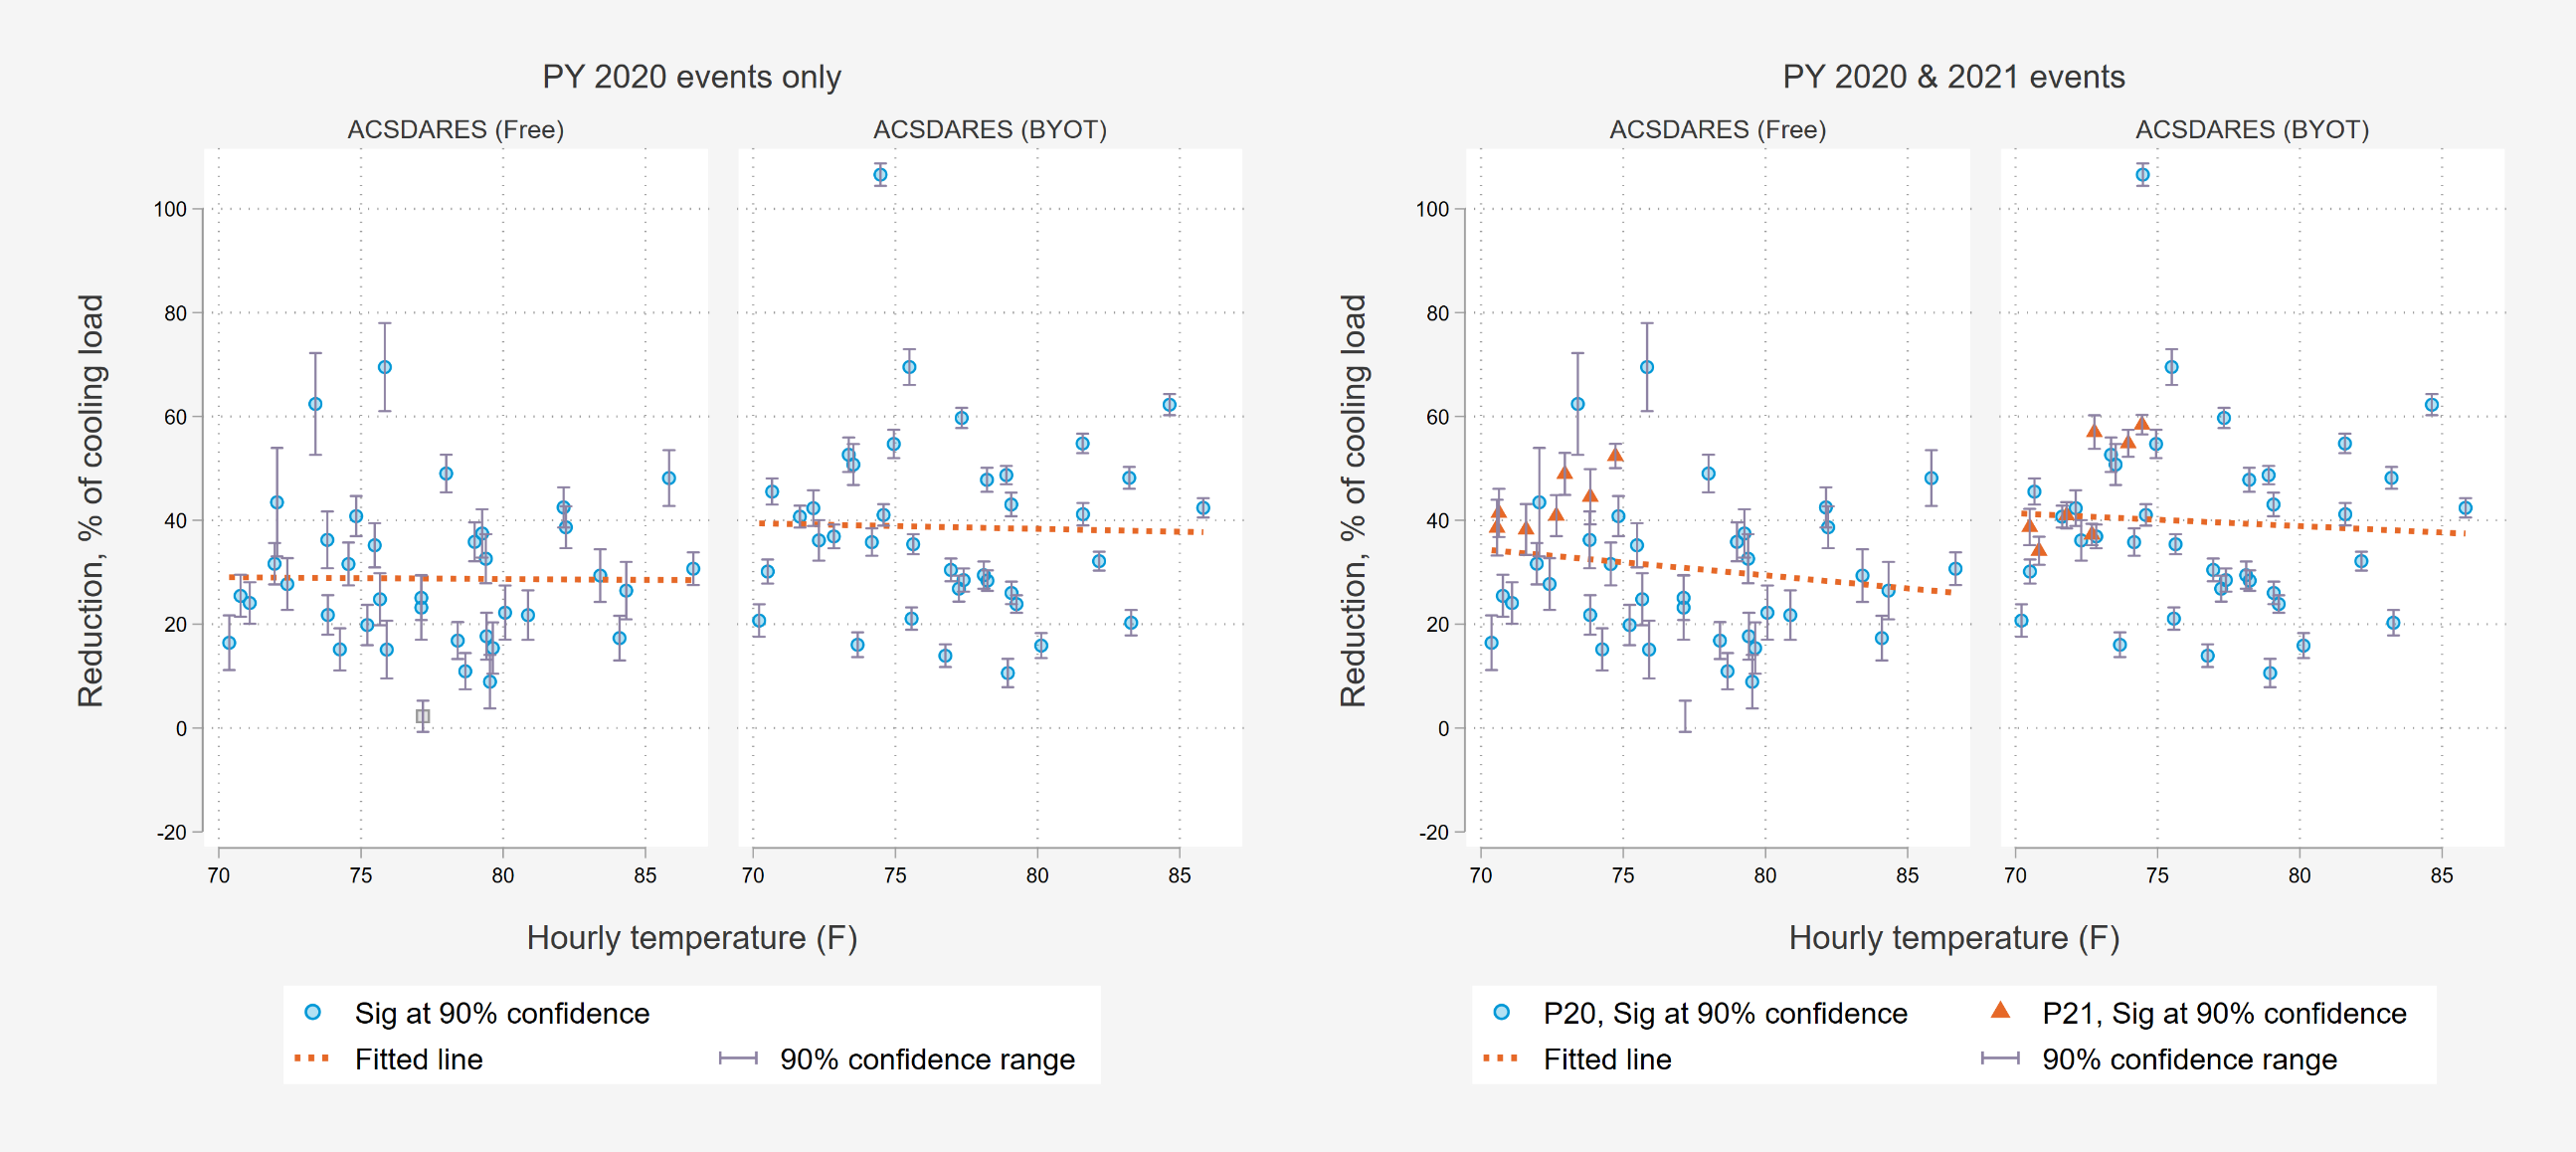 PY 2020 events only
ACSDARES (Free)
ACSDARES (BYOT)
Reduction, % of cooling load
100
80
60
40
20
0
-20
70 75 80 85
70 75 80 85
Hourly temperature (F)
Sig at 90% confidence
Fitted line
90% confidence range
PY 2020 & 2021 events
ACSDARES (Free)
ACSDARES (BYOT)
Reduction, % of cooling load
100
80
60
40
20
0
-20
70 75 80 85
70 75 80 85
Hourly temperature (F)
P20, Sig at 90% confidence
P21, Sig at 90% confidence
Fitted line
90% confidence range